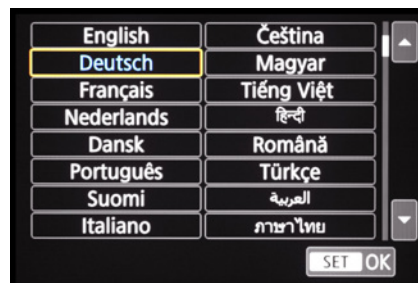 English
Čeština
Deutsch
Magyar
Français
Tiếng Việt
Nederlands
हिन्दी
Dansk
Română
Português
Türkçe
Suomi
العربية
Italiano
ภาษาไทย
SET OK